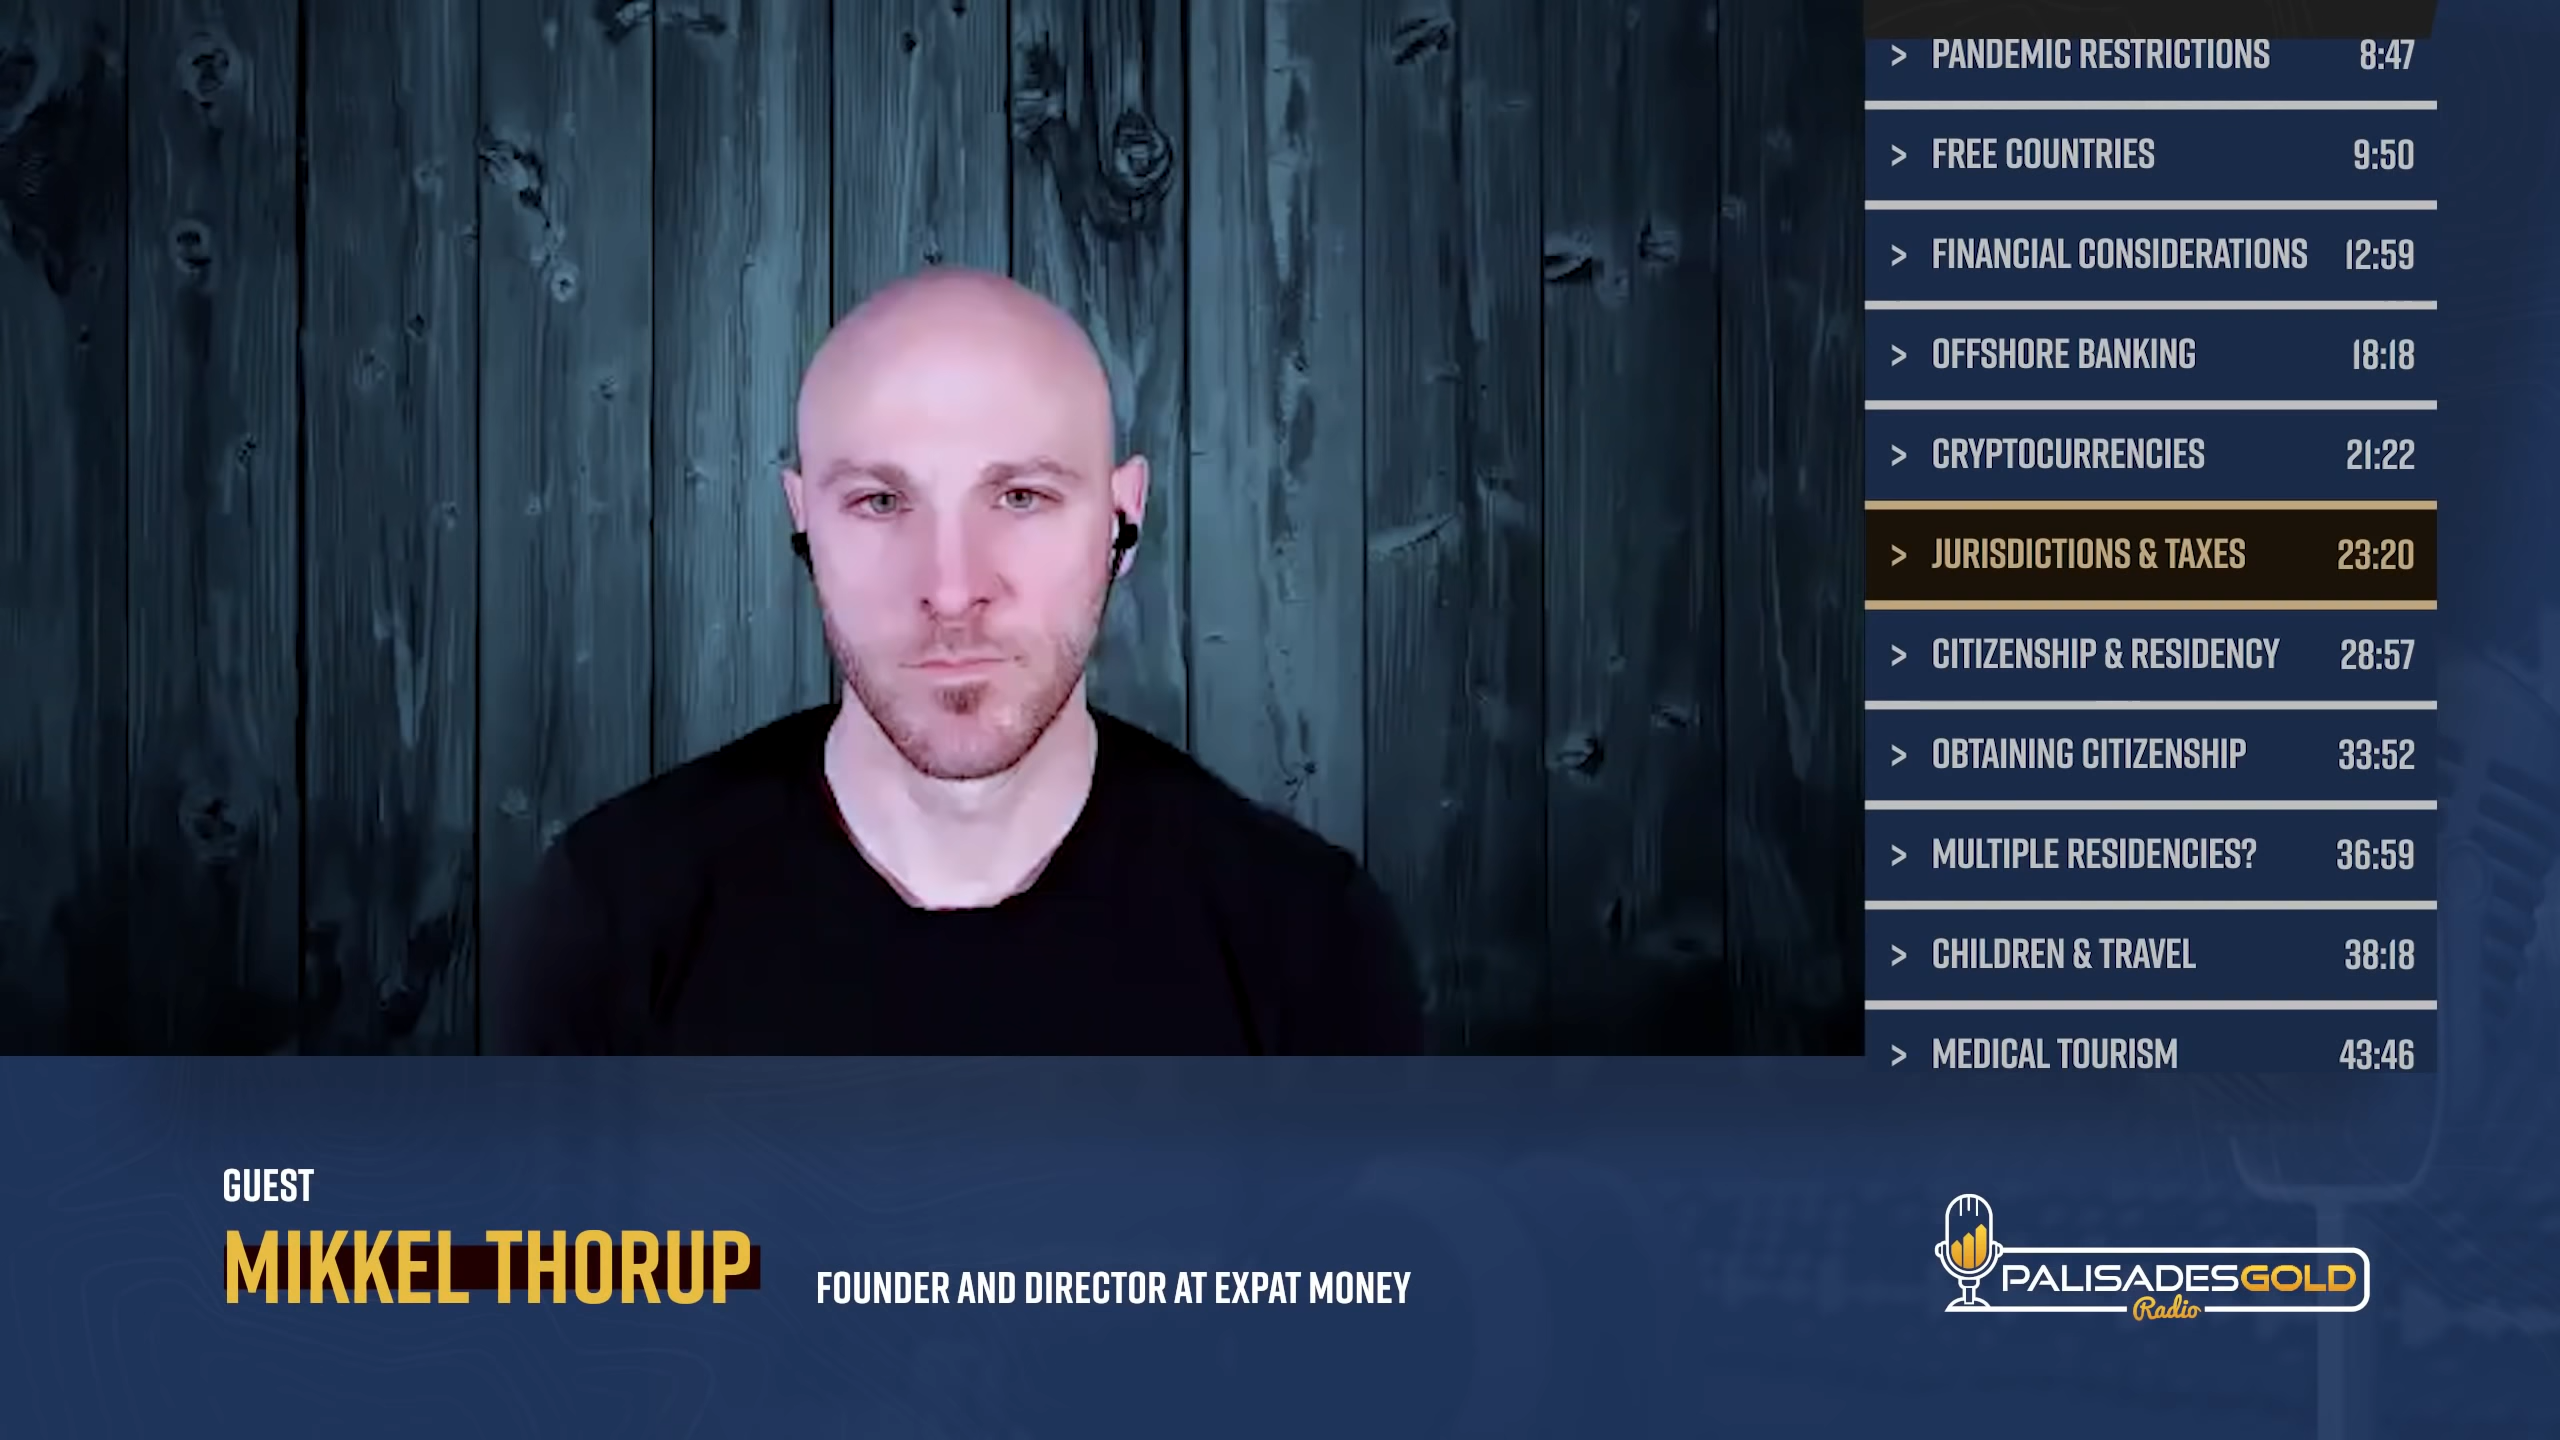 > PANDEMIC RESTRICTIONS 8:47
> FREE COUNTRIES 9:50
> FINANCIAL CONSIDERATIONS 12:59
> OFFSHORE BANKING 18:18
> CRYPTOCURRENCIES 21:22
> JURISDICTIONS & TAXES 23:20
> CITIZENSHIP & RESIDENCY 28:57
> OBTAINING CITIZENSHIP 33:52
> MULTIPLE RESIDENCIES? 36:59
> CHILDREN & TRAVEL 38:18
> MEDICAL TOURISM 43:46
GUEST
MIKKEL THORUP
FOUNDER AND DIRECTOR AT EXPAT MONEY
PALISADESGOLD
Radio